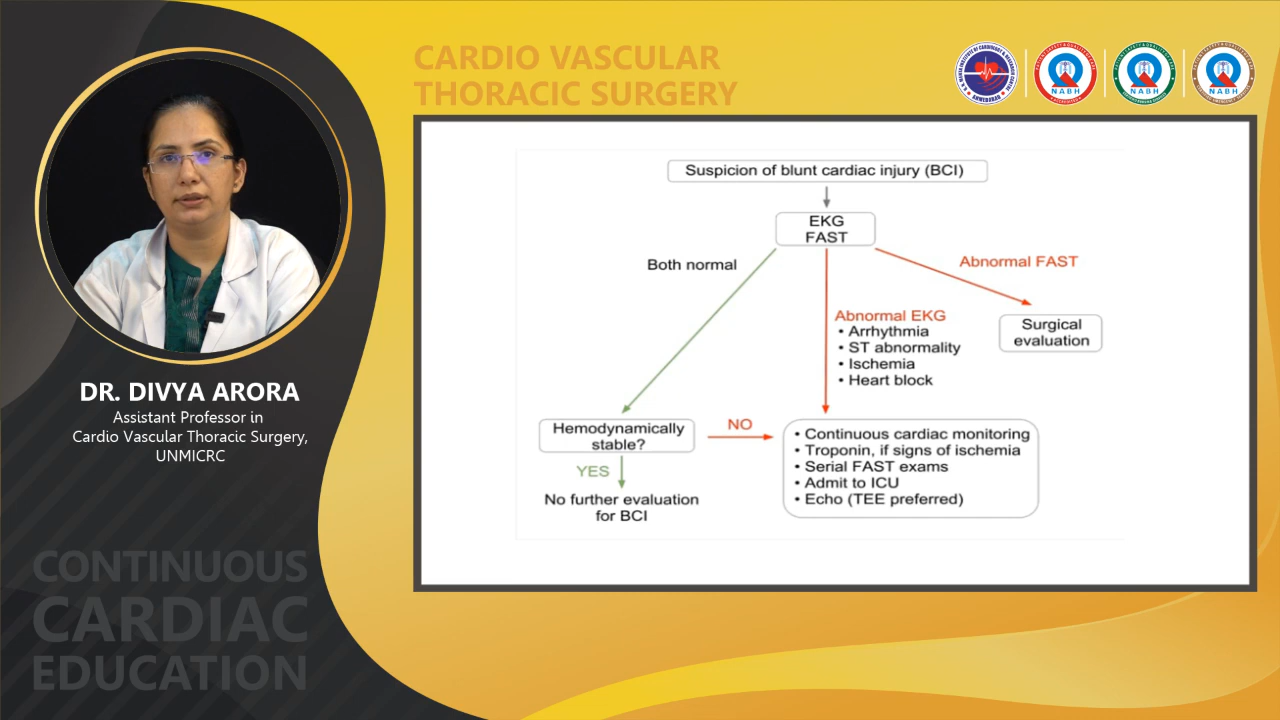 CARDIO VASCULAR
THORACIC SURGERY
NABH
NABH
NABH
DR. DIVYA ARORA
Assistant Professor in
Cardio Vascular Thoracic Surgery,
UNMICRC
CONTINUOUS
CARDIAC
EDUCATION
Suspicion of blunt cardiac injury (BCI)
EKG
FAST
Both normal
Abnormal FAST
Surgical
evaluation
Abnormal EKG
• Arrhythmia
• ST abnormality
• Ischemia
• Heart block
Hemodynamically
stable?
NO
YES
No further evaluation
for BCI
• Continuous cardiac monitoring
• Troponin, if signs of ischemia
• Serial FAST exams
• Admit to ICU
• Echo (TEE preferred)